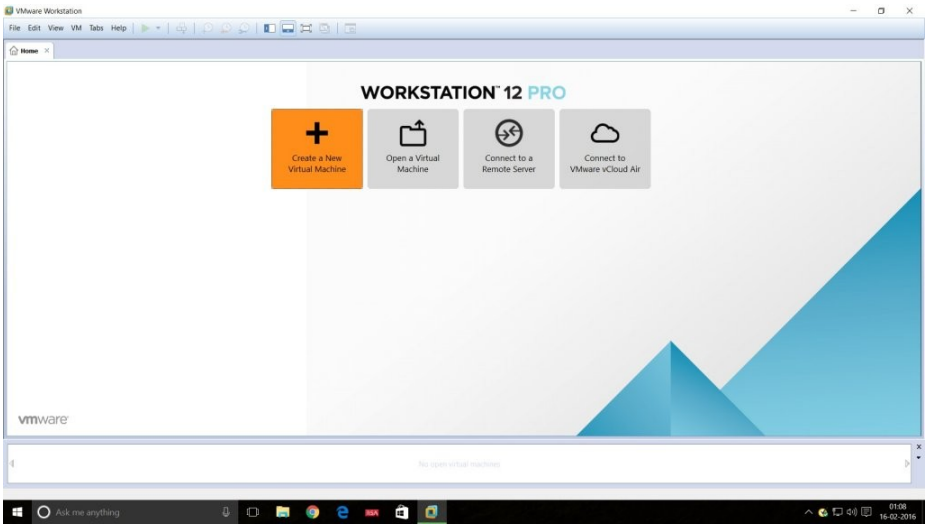 VMware Workstation
File Edit View VM Tabs Help
Home
WORKSTATION™ 12 PRO
Create a New
Virtual Machine
Open a Virtual
Machine
Connect to a
Remote Server
Connect to
VMware vCloud Air
vmware
No open virtual machines
Ask me anything
RSA
01:08
16-02-2016